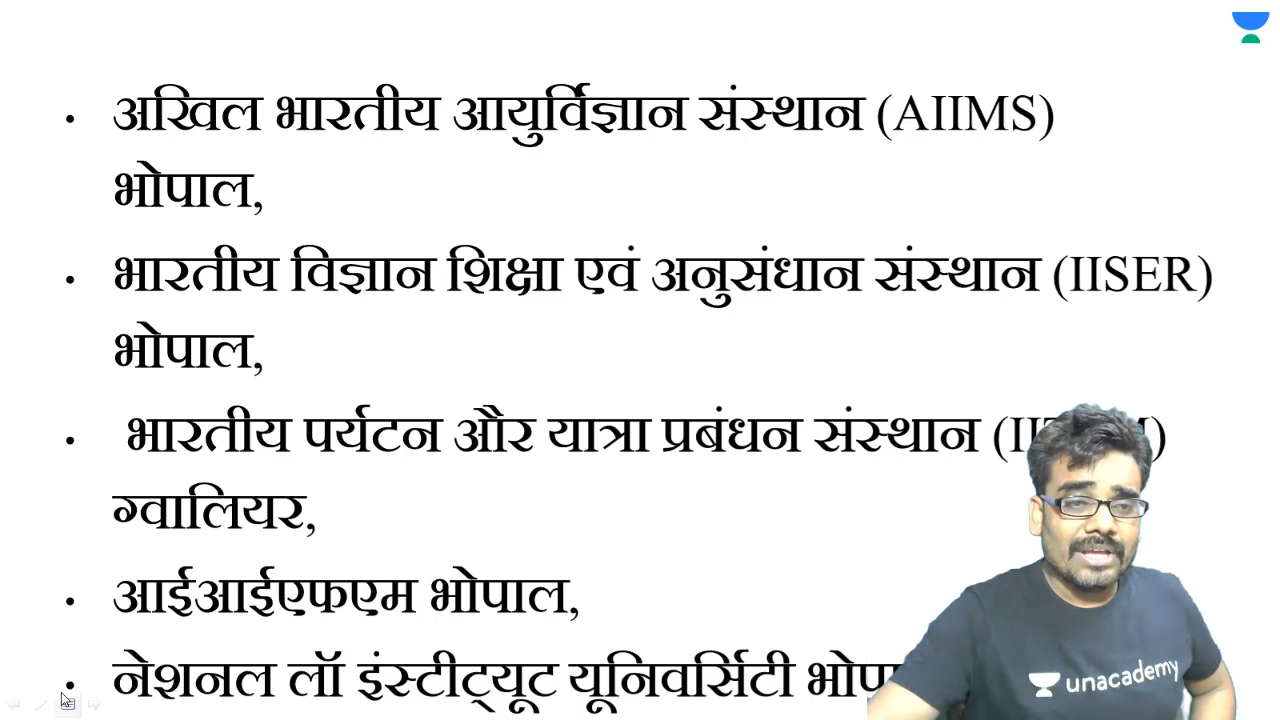 • अखिल भारतीय आयुर्विज्ञान संस्थान (AIIMS)
भोपाल,
• भारतीय विज्ञान शिक्षा एवं अनुसंधान संस्थान (IISER)
भोपाल,
• भारतीय पर्यटन और यात्रा प्रबंधन संस्थान
ग्वालियर,
• आईआईएफएम भोपाल,
• नेशनल लॉ इंस्टीट्यूट यूनिवर्सिटी
unacademy